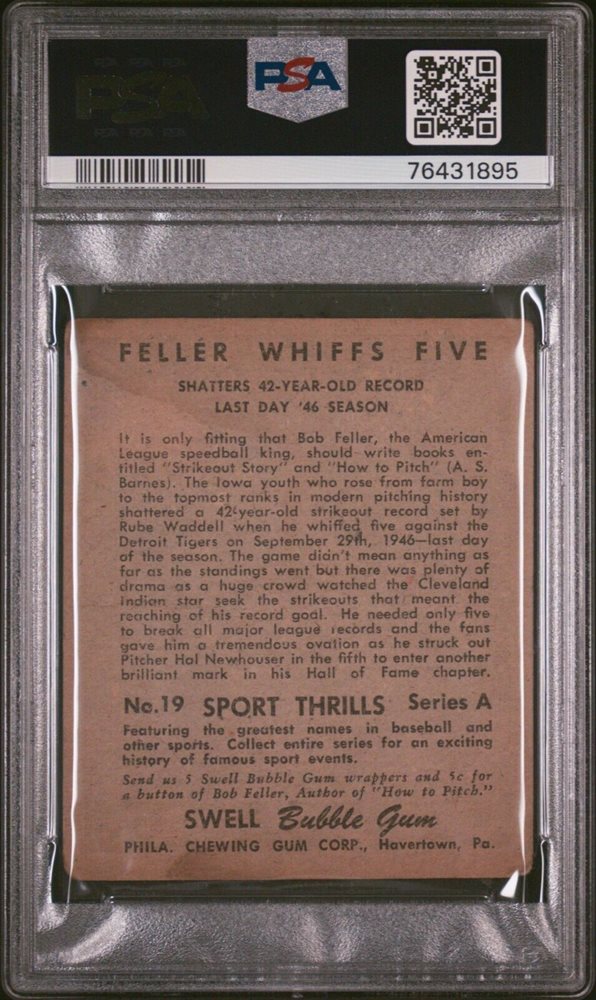 PSA
PSA
76431895
FELLER WHIFFS FIVE
SHATTERS 42-YEAR-OLD RECORD
LAST DAY '46 SEASON
It is only fitting that Bob Feller, the American
League speedball king, should write books en-
titled "Strikeout Story" and "How to Pitch" (A. S.
Barnes). The Iowa youth who rose from farm boy
to the topmost ranks in modern pitching history
shattered a 42-year-old strikeout record set by
Rube Waddell when he whiffed five against the
Detroit Tigers on September 29th, 1946—last day
of the season. The game didn't mean anything as
far as the standings went but there was plenty of
drama as a huge crowd watched the Cleveland
Indian star seek the strikeouts that meant the
reaching of his record goal. He needed only five
to break all major league records and the fans
gave him a tremendous ovation as he struck out
Pitcher Hal Newhouser in the fifth to enter another
brilliant mark in his Hall of Fame chapter.
No.19 SPORT THRILLS Series A
Featuring the greatest names in baseball and
other sports. Collect entire series for an exciting
history of famous sport events.
Send us 5 Swell Bubble Gum wrappers and 5c for
a button of Bob Feller, Author of "How to Pitch."
SWELL Bubble Gum
PHILA. CHEWING GUM CORP., Havertown, Pa.